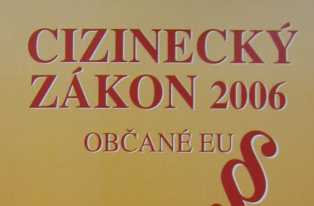 CIZINECKÝ
ZÁKON 2006
OBČANÉ EU
§